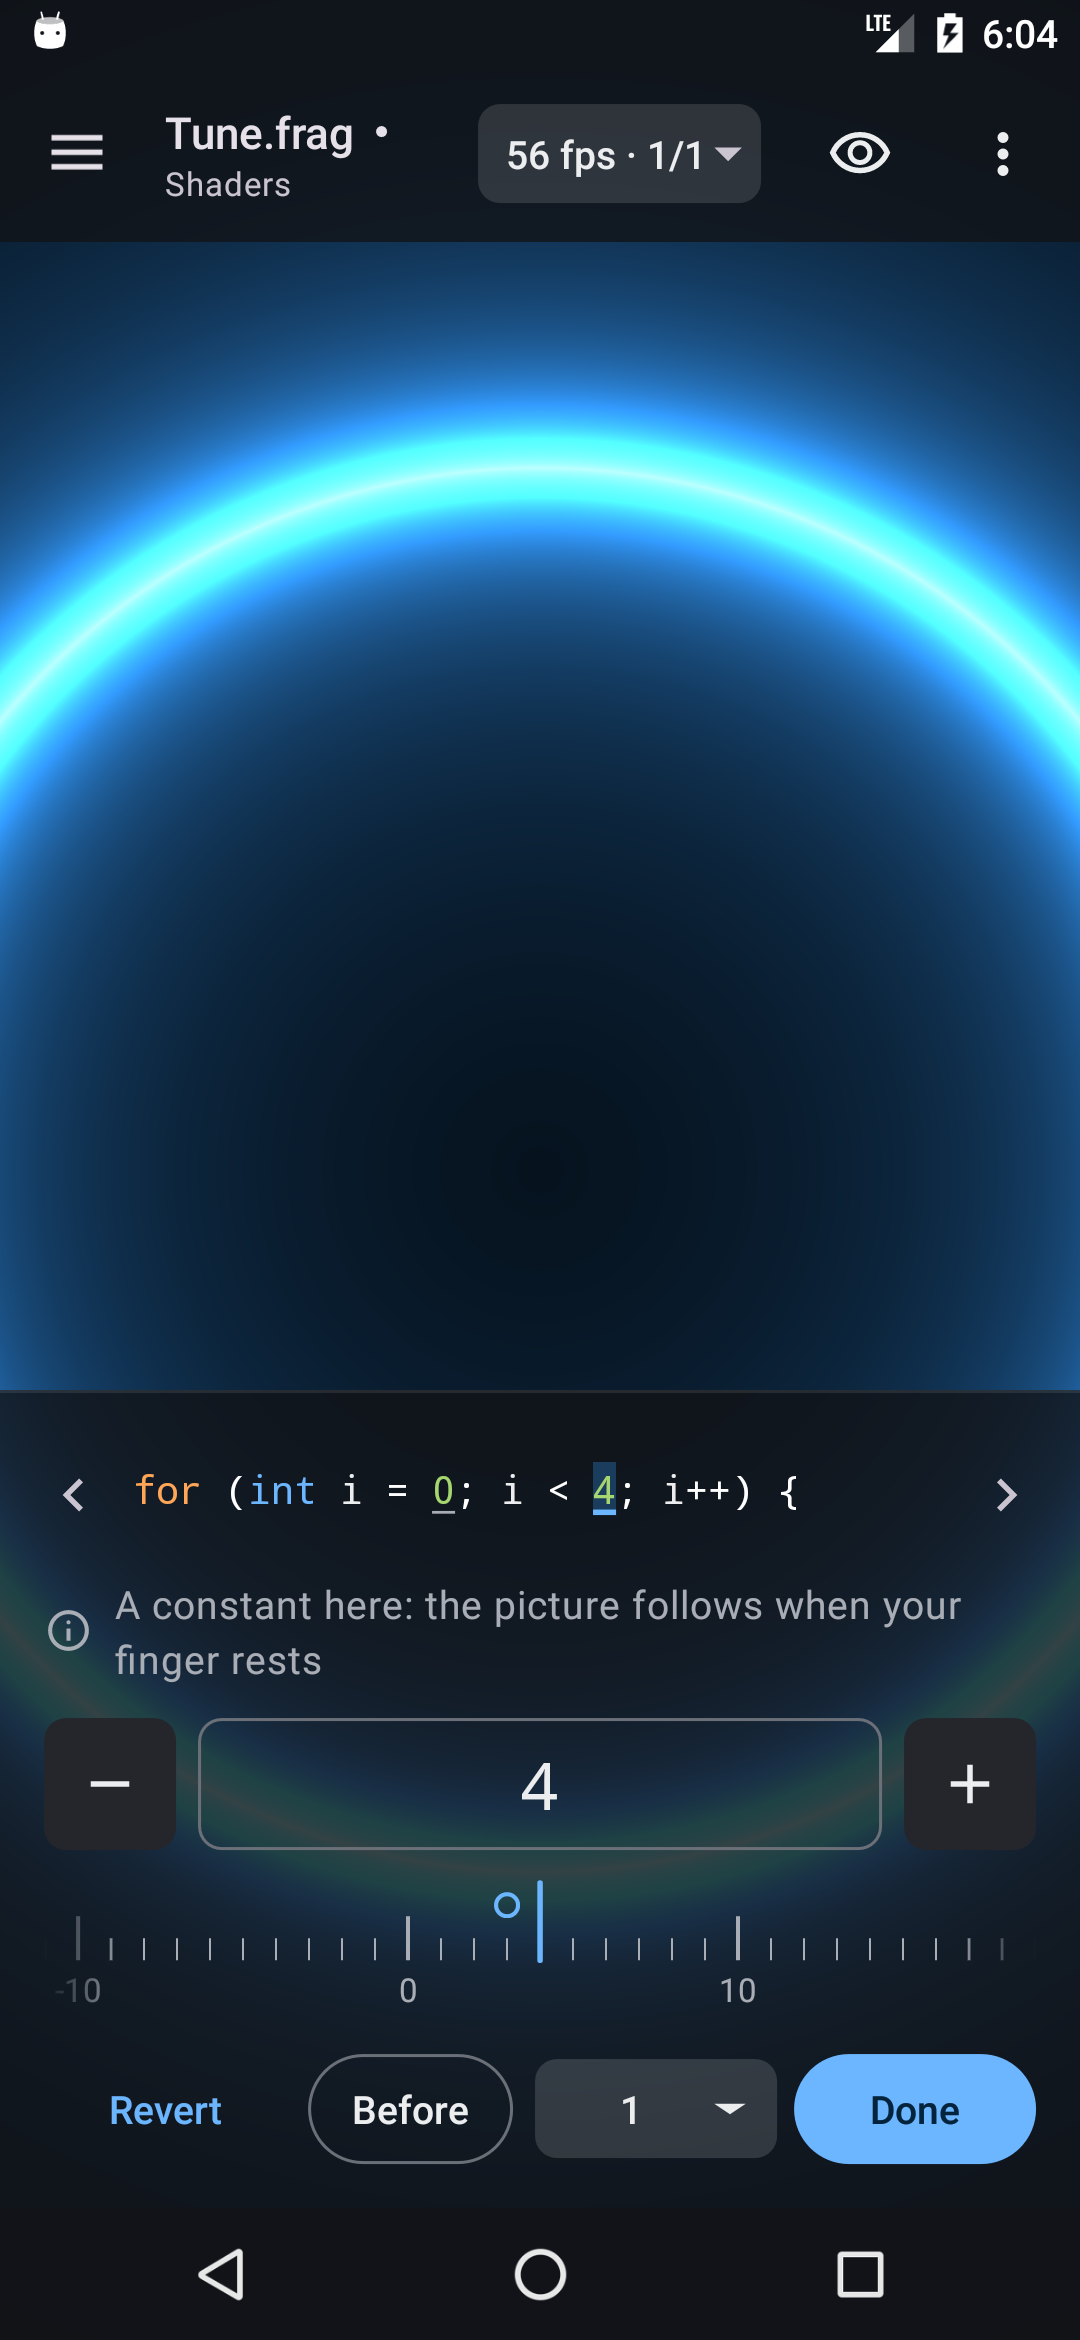 LTE 6:04
Tune.frag •
Shaders
56 fps · 1/1
for (int i = 0; i < 4; i++) {
A constant here: the picture follows when your
finger rests
4
-10 0 10
Revert Before 1 Done